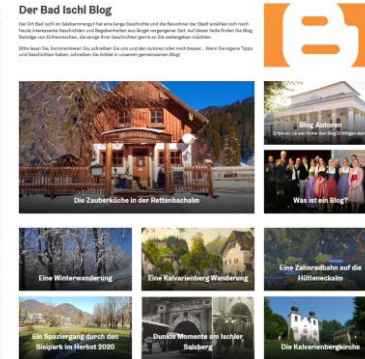 Der Bad Ischl Blog
Der Ort Bad Ischl im Salzkammergut hat eine lange Geschichte und die Bewohner der Stadt erzählen sich noch
heute interessante Geschichten und Begebenheiten aus längst vergangener Zeit. Auf dieser Seite finden Sie Blog
Beiträge von Einheimischen, die einige ihrer Geschichten gerne an Sie weitergeben möchten.
Bitte lesen Sie, kommentieren Sie, schreiben Sie uns und den Autoren oder noch besser... Wenn Sie eigene Tipps
und Geschichten haben, schreiben Sie Artikel in unserem gemeinsamen Blog!
Blog Autoren
Die Zauberküche in der Rettenbachalm
Was ist ein Blog?
Eine Winterwanderung
Eine Kalvarienberg Wanderung
Eine Zahnradbahn auf die
Hütteneckalm
Ein Spaziergang durch den
Sisipark im Herbst 2020
Dunkle Momente am Ischler
Salzberg
Die Kalvarienbergkirche